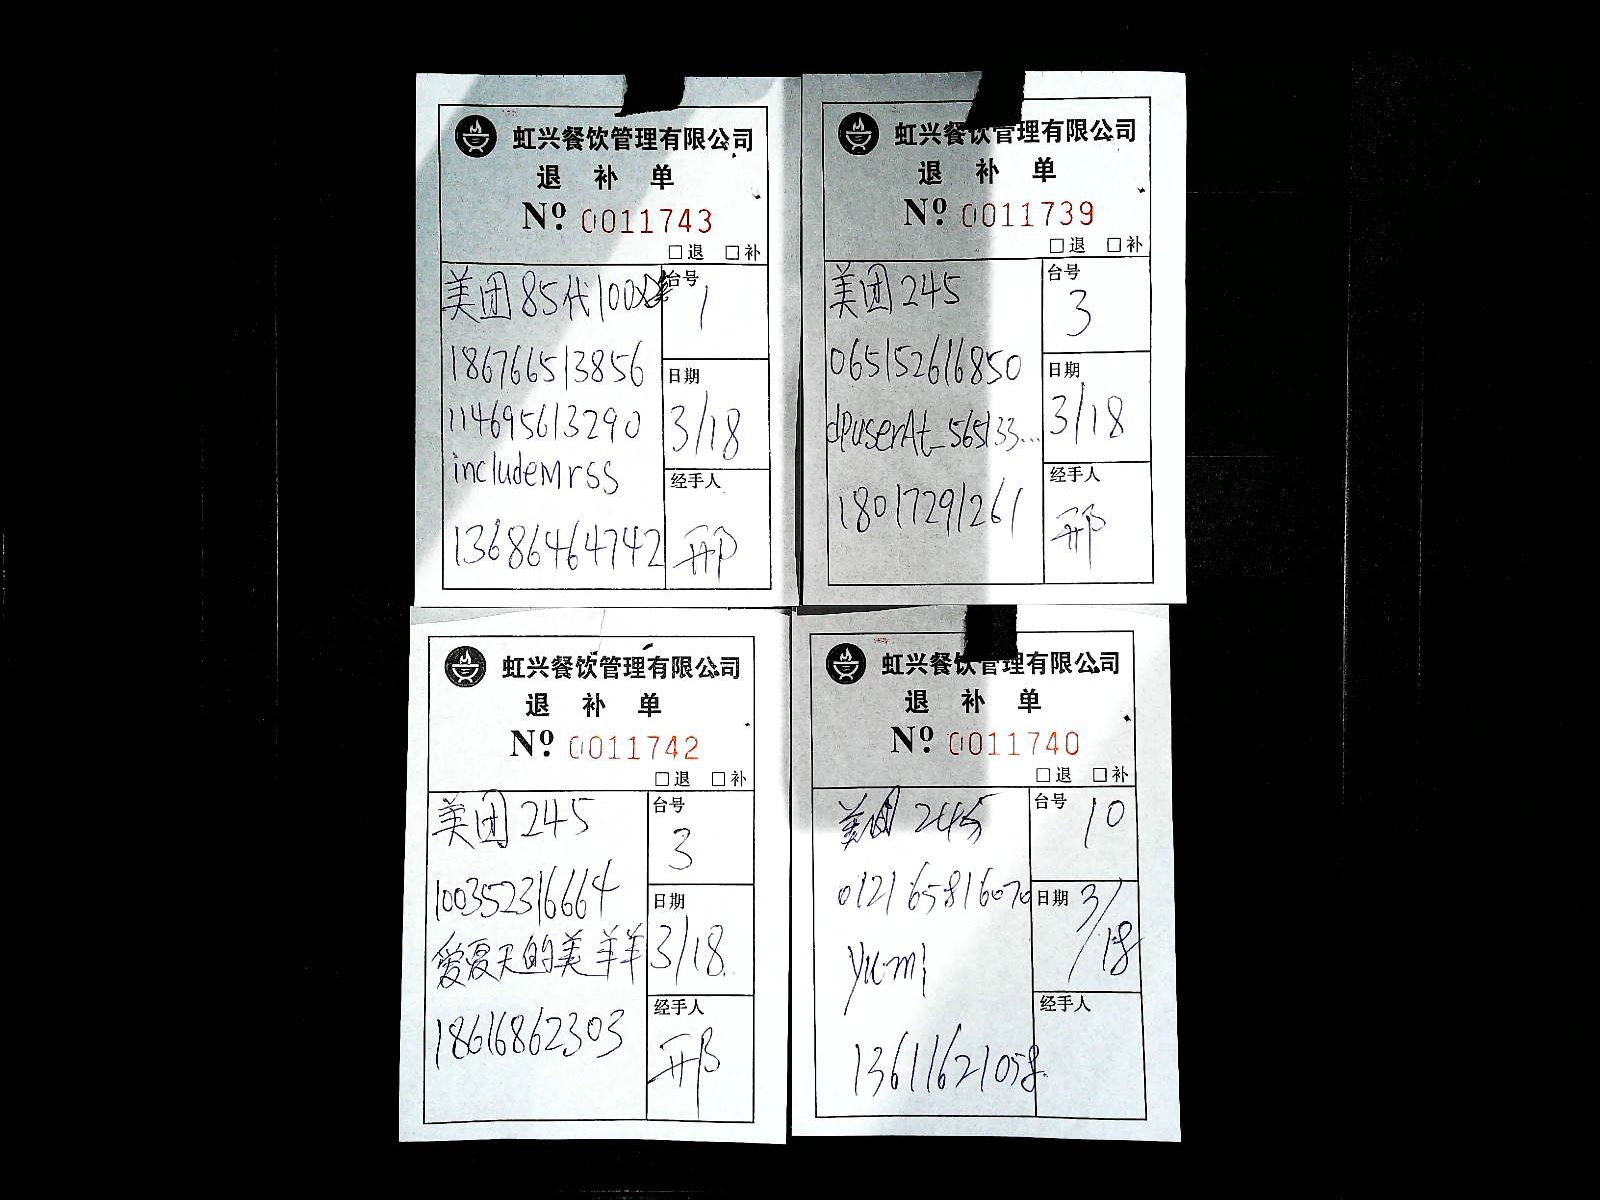 虹兴餐饮管理有限公司
退 补 单
Nº 0011743
□退 □补
美团85代100
台号
1
186766513856
114695613290
日期
3/18
includeMrss
13686464742
经手人
邢
虹兴餐饮管理有限公司
退 补 单
Nº 0011739
□退 □补
美团245
台号
3
065152616850
日期
3/18
dPuserAt_565133...
18017291261
经手人
邢
虹兴餐饮管理有限公司
退 补 单
Nº 0011742
□退 □补
美团245
台号
3
100352316664
日期
3/18
爱夏天的美羊羊
18616862303
经手人
邢
虹兴餐饮管理有限公司
退 补 单
Nº 0011740
□退 □补
美团245
台号
10
012165816070
日期
3/18
yumi
13611621058
经手人